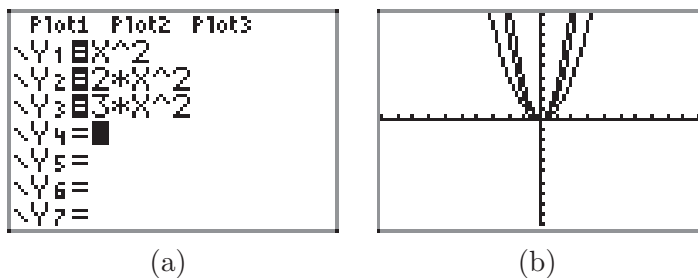 Plot1 Plot2 Plot3
\Y1=X^2
\Y2=2*X^2
\Y3=3*X^2
\Y4=
\Y5=
\Y6=
\Y7=
(a) (b)